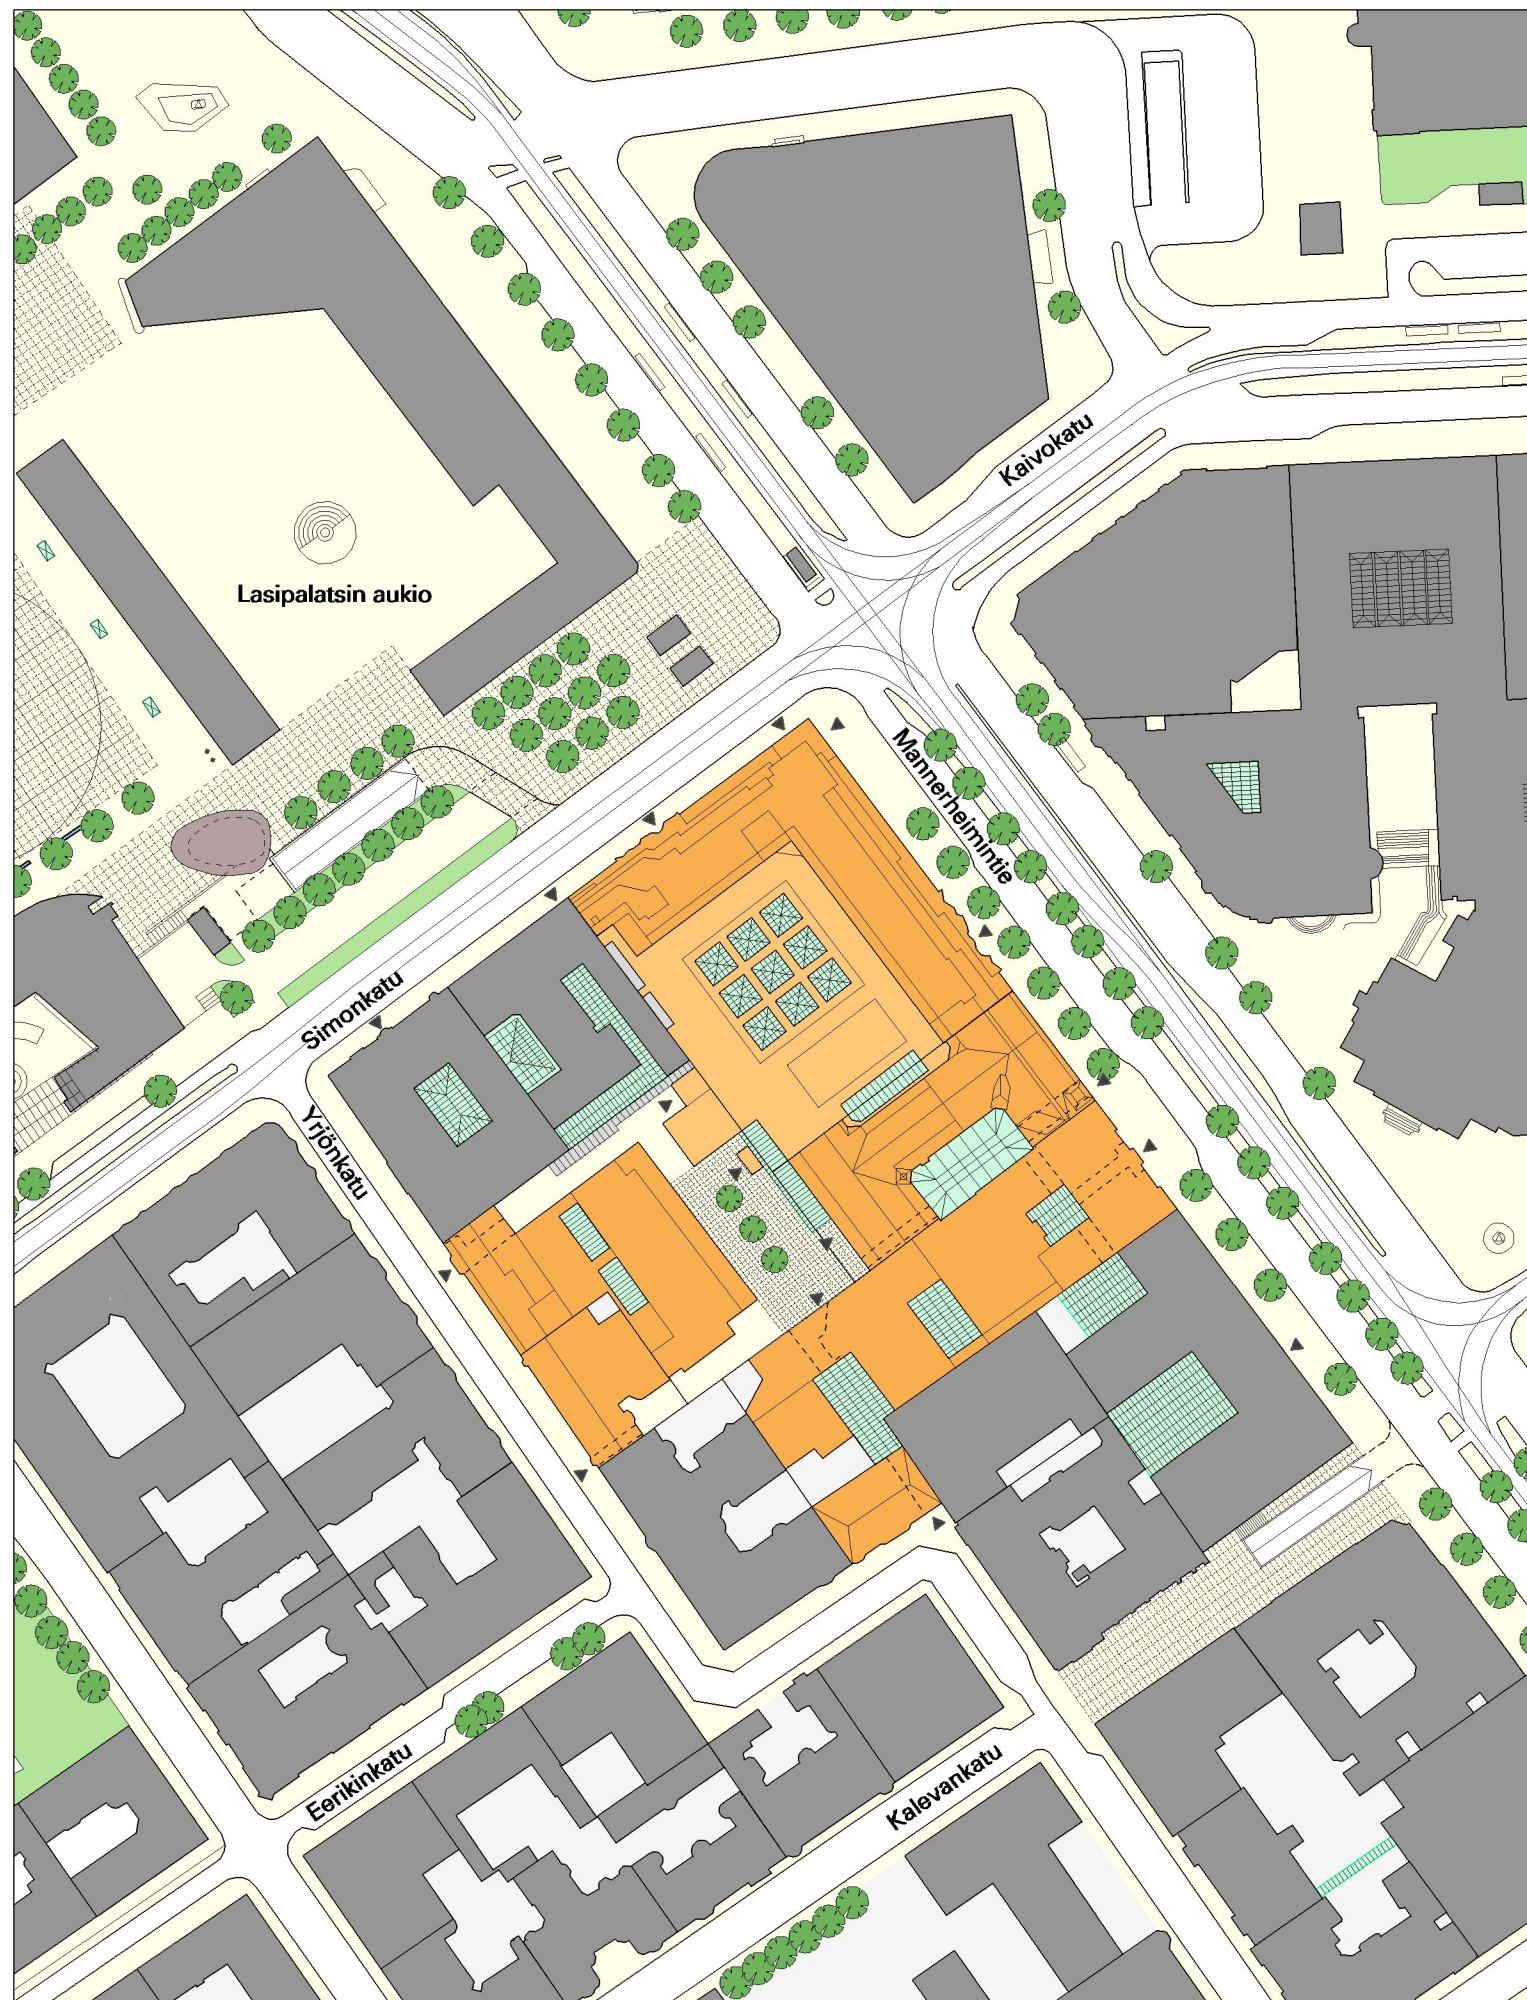 Kaivokatu
Lasipalatsin aukio
Mannerheimintie
Simonkatu
Yrjönkatu
Eerikinkatu
Kalevankatu